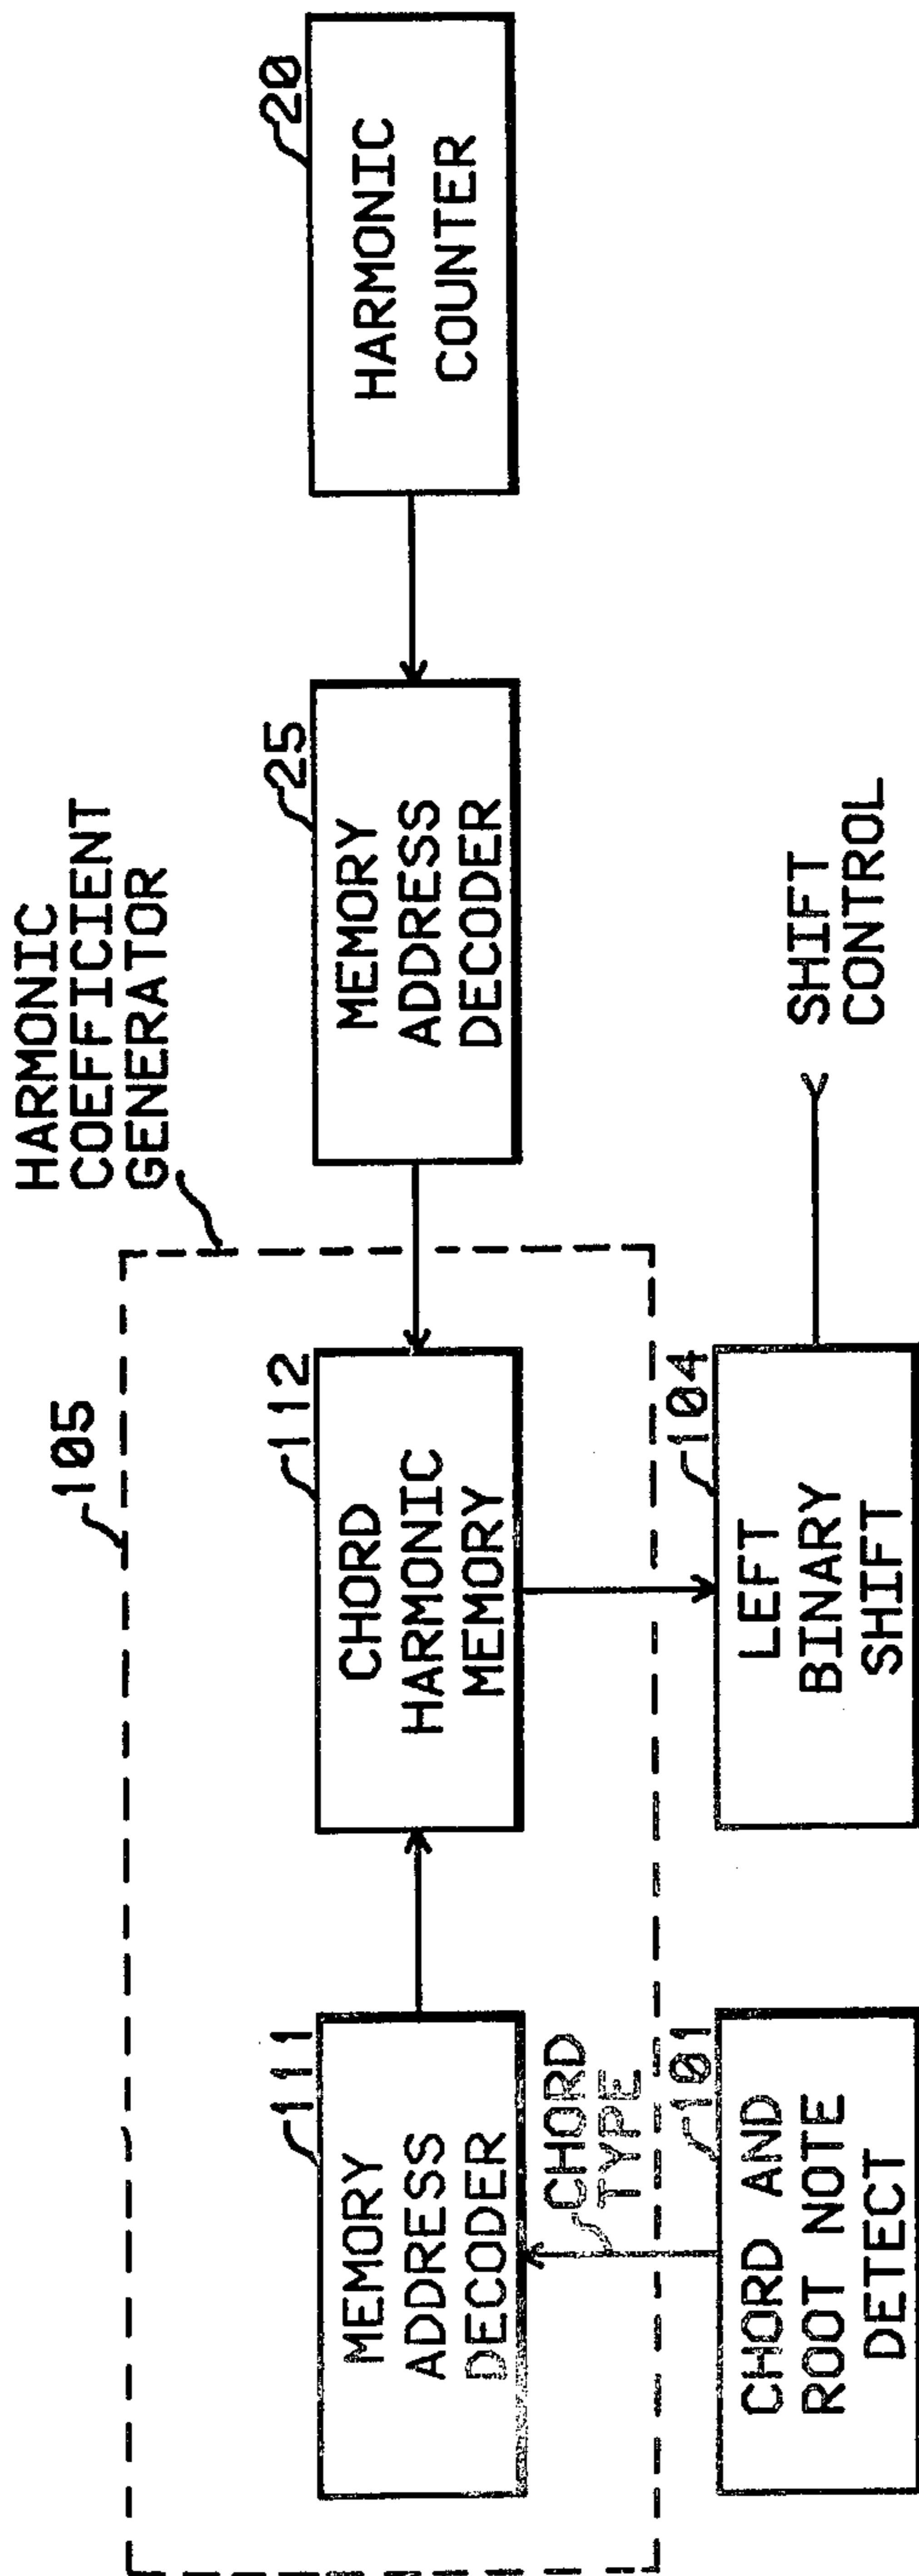 HARMONIC
COEFFICIENT
GENERATOR
105
111
MEMORY
ADDRESS
DECODER
112
CHORD
HARMONIC
MEMORY
25
MEMORY
ADDRESS
DECODER
20
HARMONIC
COUNTER
CHORD
TYPE
101
CHORD AND
ROOT NOTE
DETECT
104
LEFT
BINARY
SHIFT
SHIFT
CONTROL